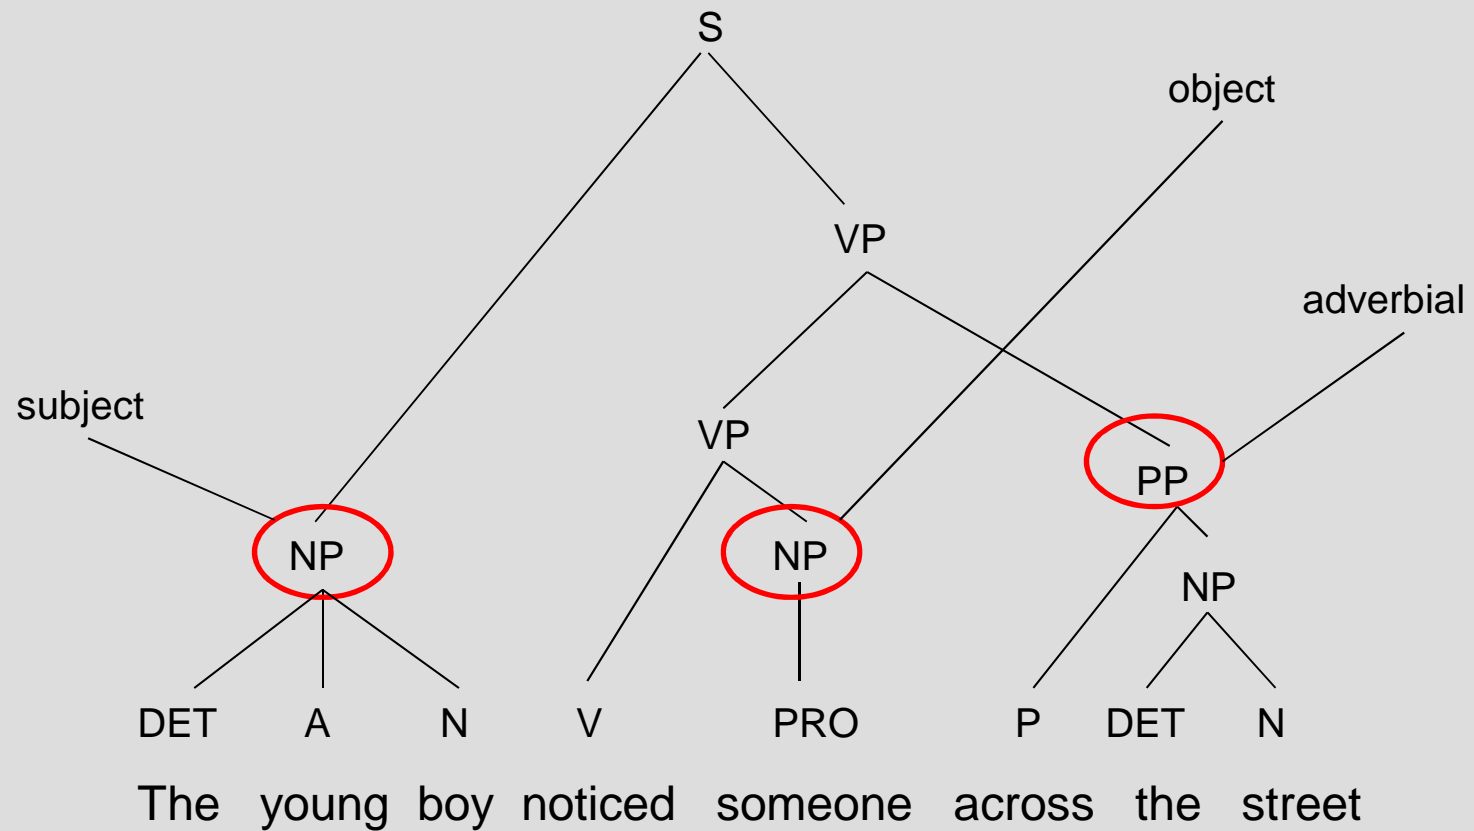 S
object
VP
adverbial
subject
VP
PP
NP NP
NP
DET A N V PRO P DET N
The young boy noticed someone across the street